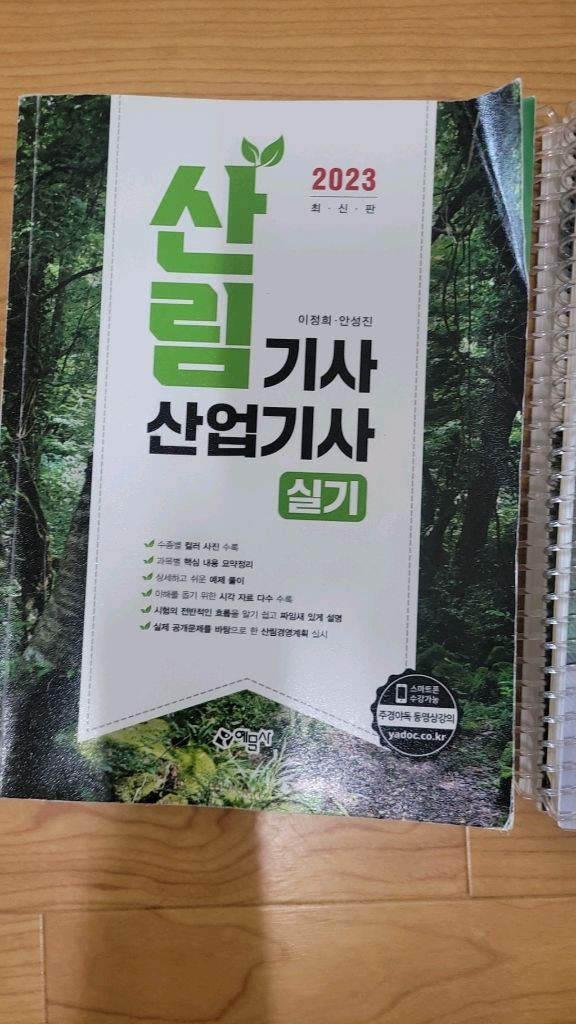 2023
최·신·판
산림
이정희·안성진
기사
산업기사
실기
수종별 컬러 사진 수록
과목별 핵심 내용 요약정리
상세하고 쉬운 예제 풀이
이해를 돕기 위한 시각 자료 다수 수록
시험의 전반적인 흐름을 알기 쉽고 짜임새 있게 설명
실제 공개문제를 바탕으로 한 산림경영계획 실시
스마트폰
수강가능
주경야독 동영상강의
yadoc.co.kr
예문사